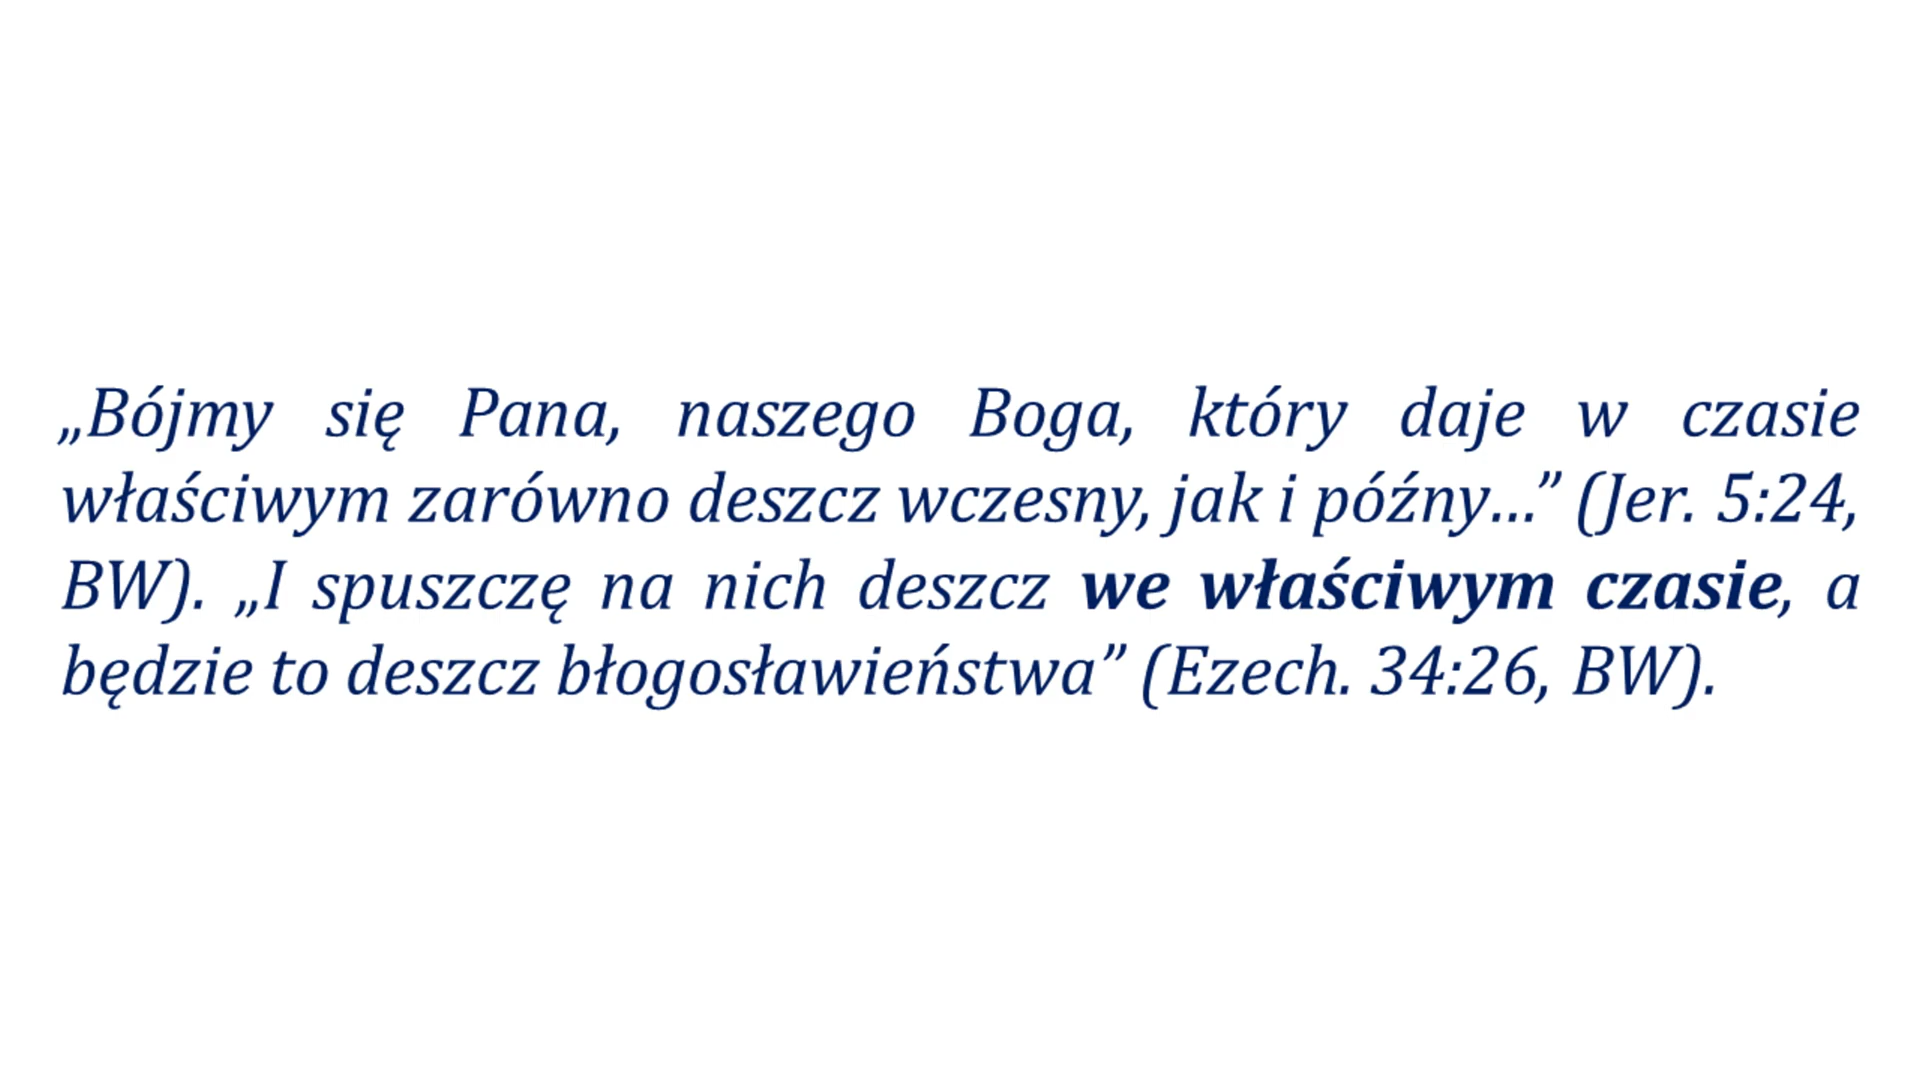 „Bójmy się Pana, naszego Boga, który daje w czasie
właściwym zarówno deszcz wczesny, jak i późny...” (Jer. 5:24,
BW). „I spuszczę na nich deszcz we właściwym czasie, a
będzie to deszcz błogosławieństwa” (Ezech. 34:26, BW).